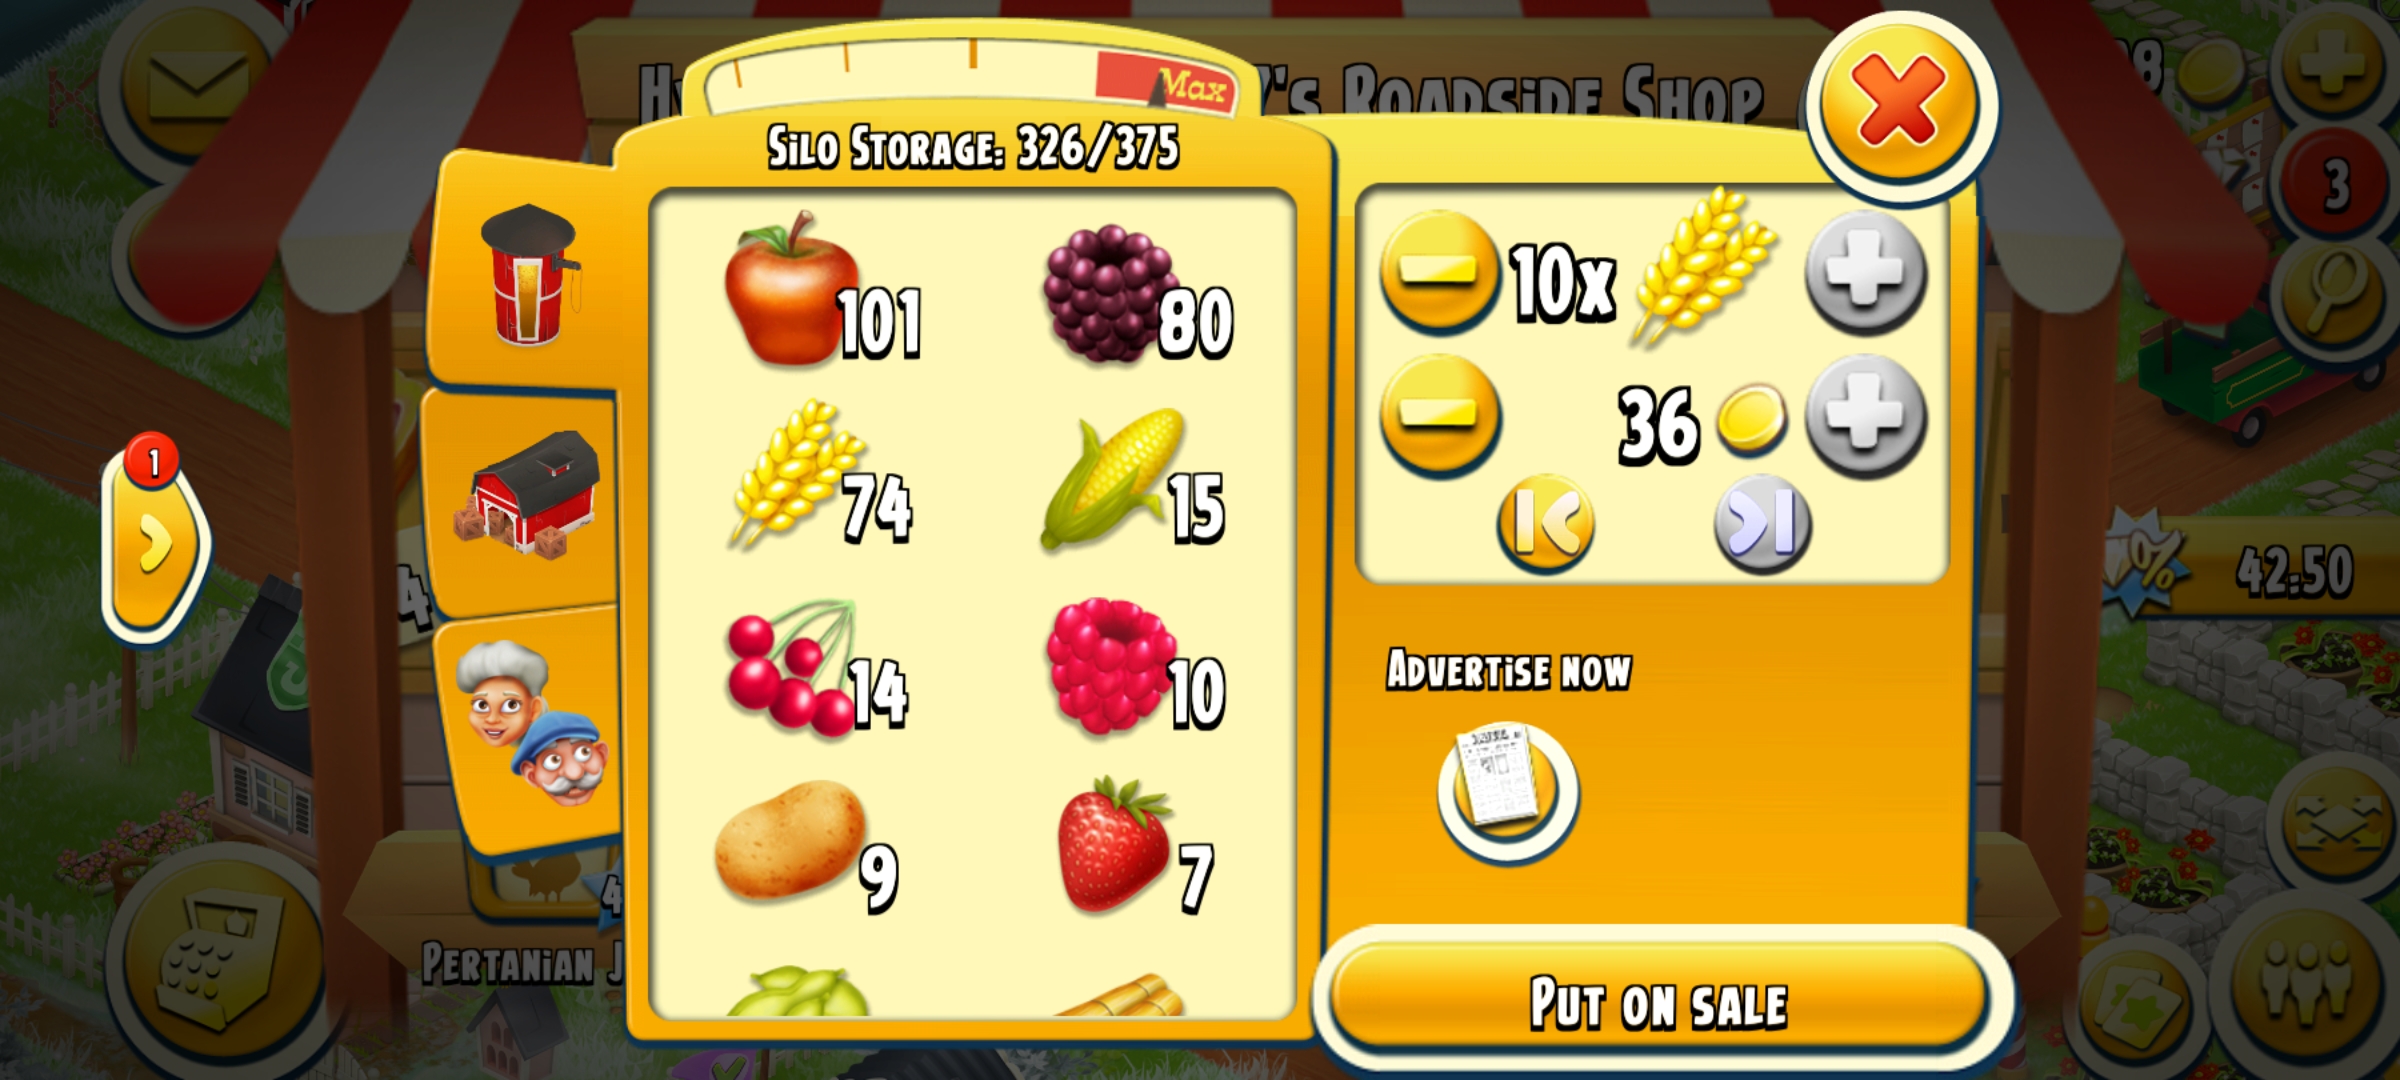 Max
'S ROADSIDE SHOP
SILO STORAGE: 326/375
101
80
10x
3
74
15
36
1
14
10
42:50
ADVERTISE NOW
9
7
PERTANIAN J
PUT ON SALE